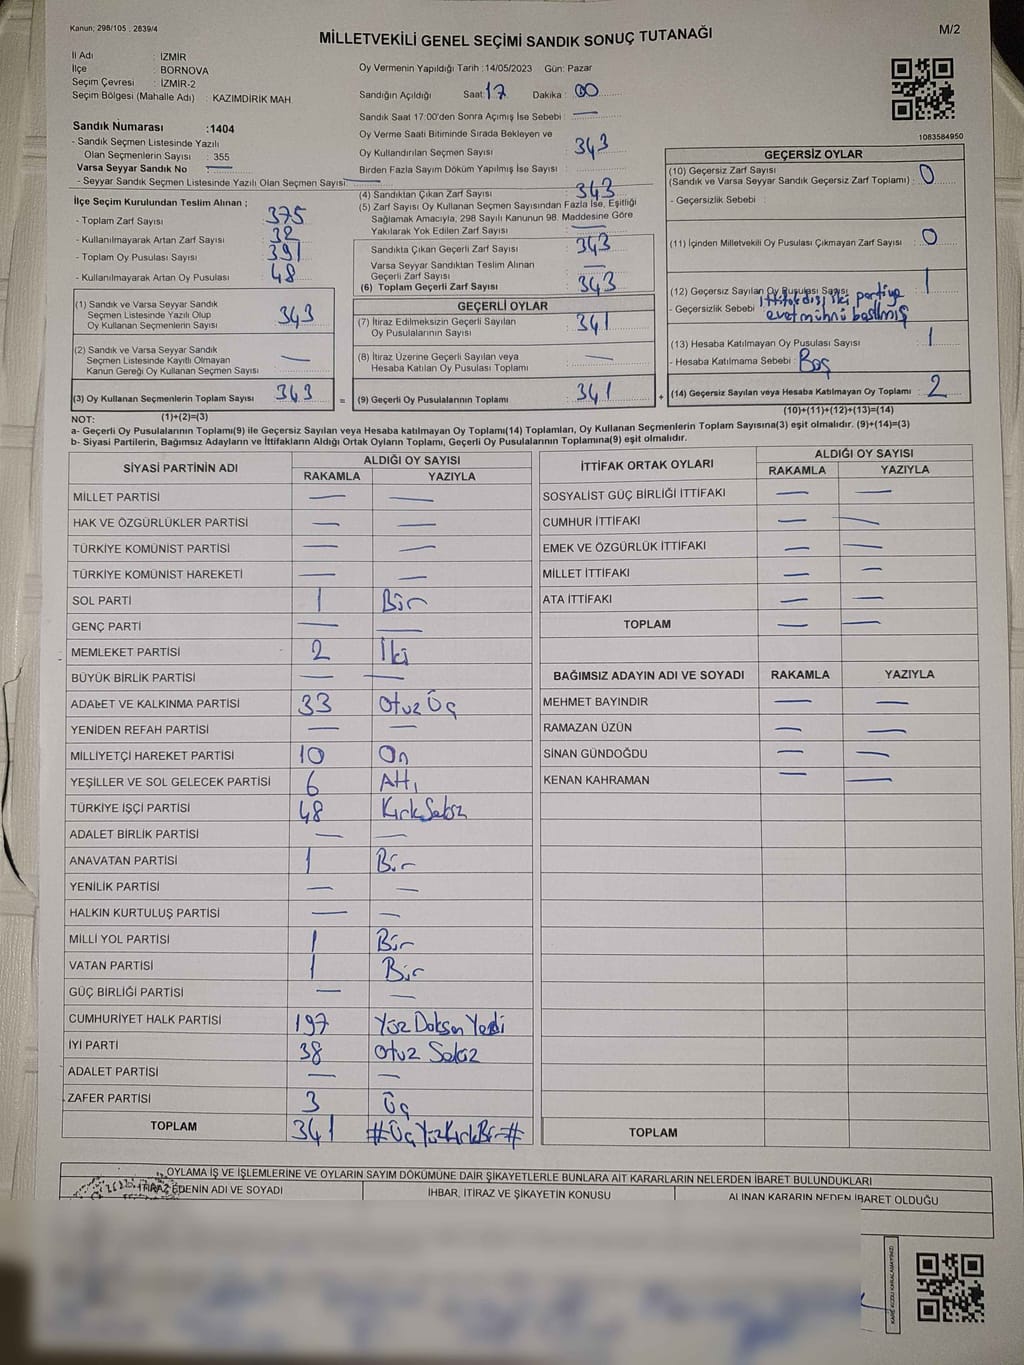 Kanun; 298/105 , 2839/4
M/2
MİLLETVEKİLİ GENEL SEÇİMİ SANDIK SONUÇ TUTANAĞI
İl Adı : İZMİR
İlçe : BORNOVA
Seçim Çevresi : İZMİR-2
Seçim Bölgesi (Mahalle Adı) : KAZIMDİRİK MAH.
Sandık Numarası :1404
- Sandık Seçmen Listesinde Yazılı
Olan Seçmenlerin Sayısı : 355
Varsa Seyyar Sandık No : —
- Seyyar Sandık Seçmen Listesinde Yazılı Olan Seçmen Sayısı: —
Oy Vermenin Yapıldığı Tarih :14/05/2023 Gün: Pazar
Sandığın Açıldığı Saat: 17 Dakika : 00
Sandık Saat 17:00'den Sonra Açımış İse Sebebi : —
Oy Verme Saati Bitiminde Sırada Bekleyen ve
Oy Kullandırılan Seçmen Sayısı : 343
Birden Fazla Sayım Döküm Yapılmış İse Sayısı :
1083584950
İlçe Seçim Kurulundan Teslim Alınan ;
- Toplam Zarf Sayısı : 375
- Kullanılmayarak Artan Zarf Sayısı : 32
- Toplam Oy Pusulası Sayısı : 391
- Kullanılmayarak Artan Oy Pusulası : 48
(1) Sandık ve Varsa Seyyar Sandık
Seçmen Listesinde Yazılı Olup
Oy Kullanan Seçmenlerin Sayısı : 343
(2) Sandık ve Varsa Seyyar Sandık
Seçmen Listesinde Kayıtlı Olmayan
Kanun Gereği Oy Kullanan Seçmen Sayısı : —
(3) Oy Kullanan Seçmenlerin Toplam Sayısı : 343
(1)+(2)=(3)
(4) Sandıktan Çıkan Zarf Sayısı : 343
(5) Zarf Sayısı Oy Kullanan Seçmen Sayısından Fazla İse, Eşitliği
Sağlamak Amacıyla, 298 Sayılı Kanunun 98. Maddesine Göre
Yakılarak Yok Edilen Zarf Sayısı : —
Sandıkta Çıkan Geçerli Zarf Sayısı : 343
Varsa Seyyar Sandıktan Teslim Alınan
Geçerli Zarf Sayısı : —
(6) Toplam Geçerli Zarf Sayısı : 343
GEÇERLİ OYLAR
(7) İtiraz Edilmeksizin Geçerli Sayılan
Oy Pusulalarının Sayısı : 341
(8) İtiraz Üzerine Geçerli Sayılan veya
Hesaba Katılan Oy Pusulası Toplamı : —
= (9) Geçerli Oy Pusulalarının Toplamı : 341 +
GEÇERSİZ OYLAR
(10) Geçersiz Zarf Sayısı
(Sandık ve Varsa Seyyar Sandık Geçersiz Zarf Toplamı) : 0
- Geçersizlik Sebebi :
(11) İçinden Milletvekili Oy Pusulası Çıkmayan Zarf Sayısı : 0
(12) Geçersiz Sayılan Oy Pusulası Sayısı : 1
- Geçersizlik Sebebi : ittifak dışı iki partiye
evet mührü basılmış
(13) Hesaba Katılmayan Oy Pusulası Sayısı : 1
- Hesaba Katılmama Sebebi : Boş
(14) Geçersiz Sayılan veya Hesaba Katılmayan Oy Toplamı : 2
(10)+(11)+(12)+(13)=(14)
NOT:
a- Geçerli Oy Pusulalarının Toplamı(9) ile Geçersiz Sayılan veya Hesaba katılmayan Oy Toplamı(14) Toplamları, Oy Kullanan Seçmenlerin Toplam Sayısına(3) eşit olmalıdır. (9)+(14)=(3)
b- Siyasi Partilerin, Bağımsız Adayların ve İttifakların Aldığı Ortak Oyların Toplamı, Geçerli Oy Pusulalarının Toplamına(9) eşit olmalıdır.
SİYASİ PARTİNİN ADI ALDIĞI OY SAYISI
RAKAMLA YAZIYLA
MİLLET PARTİSİ — —
HAK VE ÖZGÜRLÜKLER PARTİSİ — —
TÜRKİYE KOMÜNİST PARTİSİ — —
TÜRKİYE KOMÜNİST HAREKETİ — —
SOL PARTİ 1 Bir
GENÇ PARTİ — —
MEMLEKET PARTİSİ 2 İki
BÜYÜK BİRLİK PARTİSİ — —
ADALET VE KALKINMA PARTİSİ 33 Otuz Üç
YENİDEN REFAH PARTİSİ — —
MİLLİYETÇİ HAREKET PARTİSİ 10 On
YEŞİLLER VE SOL GELECEK PARTİSİ 6 Altı
TÜRKİYE İŞÇİ PARTİSİ 48 Kırk Sekiz
ADALET BİRLİK PARTİSİ — —
ANAVATAN PARTİSİ 1 Bir
YENİLİK PARTİSİ — —
HALKIN KURTULUŞ PARTİSİ — —
MİLLİ YOL PARTİSİ 1 Bir
VATAN PARTİSİ 1 Bir
GÜÇ BİRLİĞİ PARTİSİ — —
CUMHURİYET HALK PARTİSİ 197 Yüz Doksan Yedi
İYİ PARTİ 38 Otuz Sekiz
ADALET PARTİSİ — —
ZAFER PARTİSİ 3 Üç
TOPLAM 341 #Üç Yüz Kırk Bir#
İTTİFAK ORTAK OYLARI ALDIĞI OY SAYISI
RAKAMLA YAZIYLA
SOSYALİST GÜÇ BİRLİĞİ İTTİFAKI — —
CUMHUR İTTİFAKI — —
EMEK VE ÖZGÜRLÜK İTTİFAKI — —
MİLLET İTTİFAKI — —
ATA İTTİFAKI — —
TOPLAM — —
BAĞIMSIZ ADAYIN ADI VE SOYADI RAKAMLA YAZIYLA
MEHMET BAYINDIR — —
RAMAZAN ÜZÜN — —
SİNAN GÜNDOĞDU — —
KENAN KAHRAMAN — —
TOPLAM
OYLAMA İŞ VE İŞLEMLERİNE VE OYLARIN SAYIM DÖKÜMÜNE DAİR ŞİKAYETLERLE BUNLARA AİT KARARLARIN NELERDEN İBARET BULUNDUKLARI
İTİRAZ EDENİN ADI VE SOYADI İHBAR, İTİRAZ VE ŞİKAYETİN KONUSU ALINAN KARARIN NEDEN İBARET OLDUĞU
KARE KODU KARALAMAYINIZ!